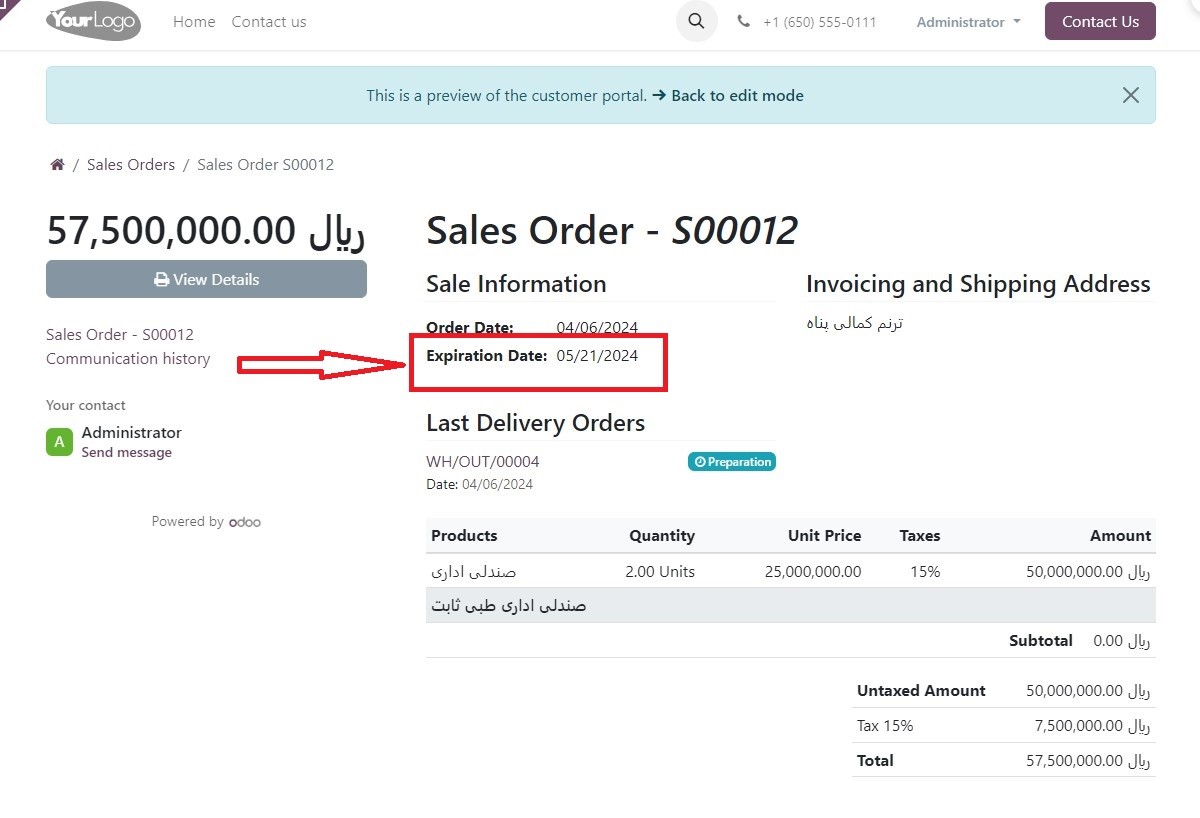 YourLogo
Home Contact us
+1 (650) 555-0111
Administrator
Contact Us
This is a preview of the customer portal. → Back to edit mode
/ Sales Orders / Sales Order S00012
57,500,000.00 ریال
View Details
Sales Order - S00012
Communication history
Your contact
A
Administrator
Send message
Powered by odoo
Sales Order - S00012
Sale Information
Order Date: 04/06/2024
Expiration Date: 05/21/2024
Invoicing and Shipping Address
ترنم کمالی پناه
Last Delivery Orders
WH/OUT/00004 Preparation
Date: 04/06/2024
Products Quantity Unit Price Taxes Amount
صندلی اداری 2.00 Units 25,000,000.00 15% 50,000,000.00 ریال
صندلی اداری طبی ثابت
Subtotal 0.00 ریال
Untaxed Amount 50,000,000.00 ریال
Tax 15% 7,500,000.00 ریال
Total 57,500,000.00 ریال